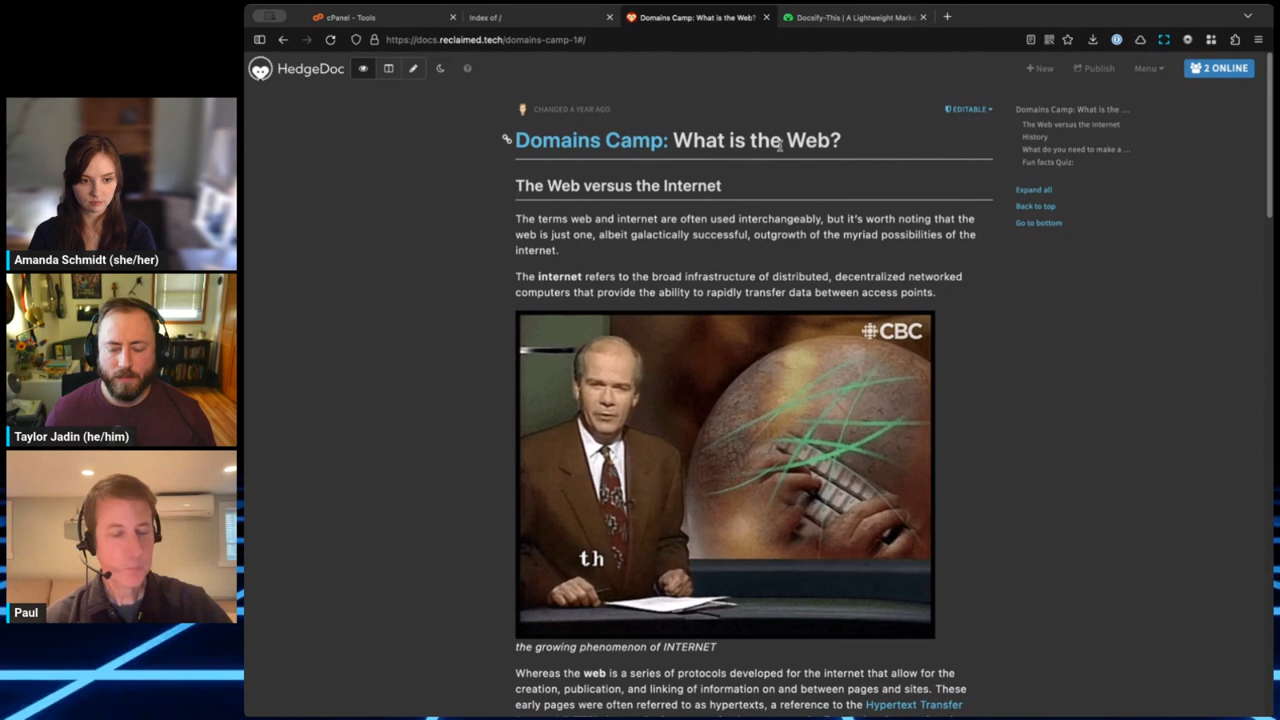 cPanel - Tools
Index of /
Domains Camp: What is the Web?
Docsify-This | A Lightweight Mark
https://docs.reclaimed.tech/domains-camp-1#/
HedgeDoc
New
Publish
Menu
2 ONLINE
CHANGED A YEAR AGO
EDITABLE
Domains Camp: What is the Web?
The Web versus the Internet
The terms web and internet are often used interchangeably, but it's worth noting that the
web is just one, albeit galactically successful, outgrowth of the myriad possibilities of the
internet.
The internet refers to the broad infrastructure of distributed, decentralized networked
computers that provide the ability to rapidly transfer data between access points.
CBC
th
the growing phenomenon of INTERNET
Whereas the web is a series of protocols developed for the internet that allow for the
creation, publication, and linking of information on and between pages and sites. These
early pages were often referred to as hypertexts, a reference to the Hypertext Transfer
Domains Camp: What is the ...
The Web versus the Internet
History
What do you need to make a ...
Fun facts Quiz:
Expand all
Back to top
Go to bottom
Amanda Schmidt (she/her)
Taylor Jadin (he/him)
Paul